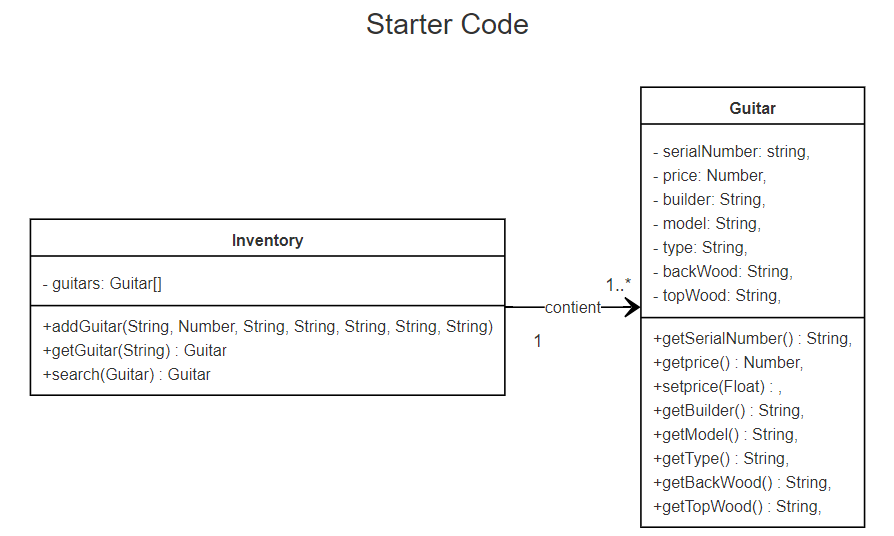 Starter Code
Inventory
- guitars: Guitar[]
+addGuitar(String, Number, String, String, String, String, String)
+getGuitar(String) : Guitar
+search(Guitar) : Guitar
1..*
contient
1
Guitar
- serialNumber: string,
- price: Number,
- builder: String,
- model: String,
- type: String,
- backWood: String,
- topWood: String,
+getSerialNumber() : String,
+getprice() : Number,
+setprice(Float) : ,
+getBuilder() : String,
+getModel() : String,
+getType() : String,
+getBackWood() : String,
+getTopWood() : String,